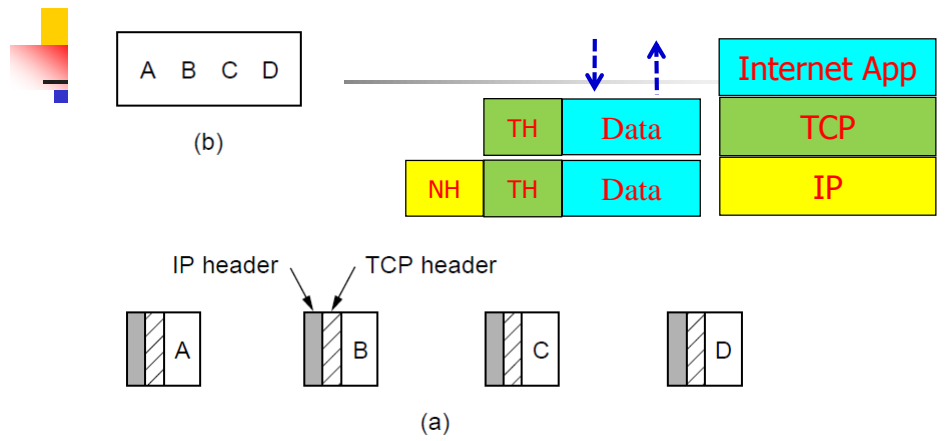 A B C D
(b)
Internet App
TH Data TCP
NH TH Data IP
IP header TCP header
A B C D
(a)